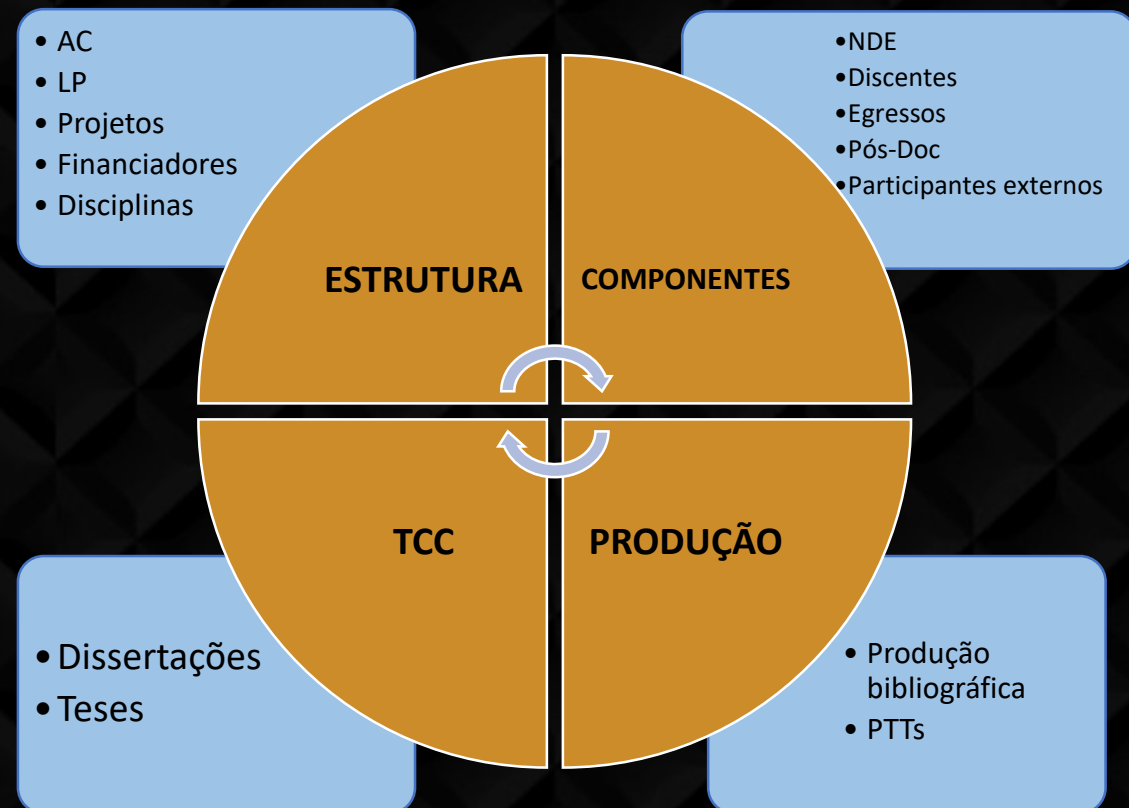 • AC
• LP
• Projetos
• Financiadores
• Disciplinas
•NDE
•Discentes
•Egressos
•Pós-Doc
•Participantes externos
ESTRUTURA
COMPONENTES
TCC
PRODUÇÃO
• Dissertações
• Teses
• Produção
bibliográfica
• PTTs